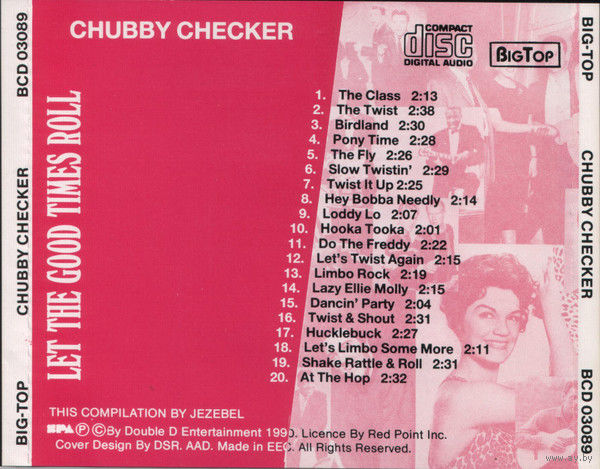 CHUBBY CHECKER
COMPACT
disc
DIGITAL AUDIO
BIGTOP
BIG-TOP CHUBBY CHECKER BCD 03089
LET THE GOOD TIMES ROLL
1. The Class 2:13
2. The Twist 2:38
3. Birdland 2:30
4. Pony Time 2:28
5. The Fly 2:26
6. Slow Twistin' 2:29
7. Twist It Up 2:25
8. Hey Bobba Needly 2:14
9. Loddy Lo 2:07
10. Hooka Tooka 2:01
11. Do The Freddy 2:22
12. Let's Twist Again 2:15
13. Limbo Rock 2:19
14. Lazy Ellie Molly 2:15
15. Dancin' Party 2:04
16. Twist & Shout 2:31
17. Hucklebuck 2:27
18. Let's Limbo Some More 2:11
19. Shake Rattle & Roll 2:31
20. At The Hop 2:32
THIS COMPILATION BY JEZEBEL
Ⓟ ©By Double D Entertainment 1990. Licence By Red Point Inc.
Cover Design By DSR. AAD. Made in EEC. All Rights Reserved.
BIG-TOP CHUBBY CHECKER BCD 03089
www.ay.by